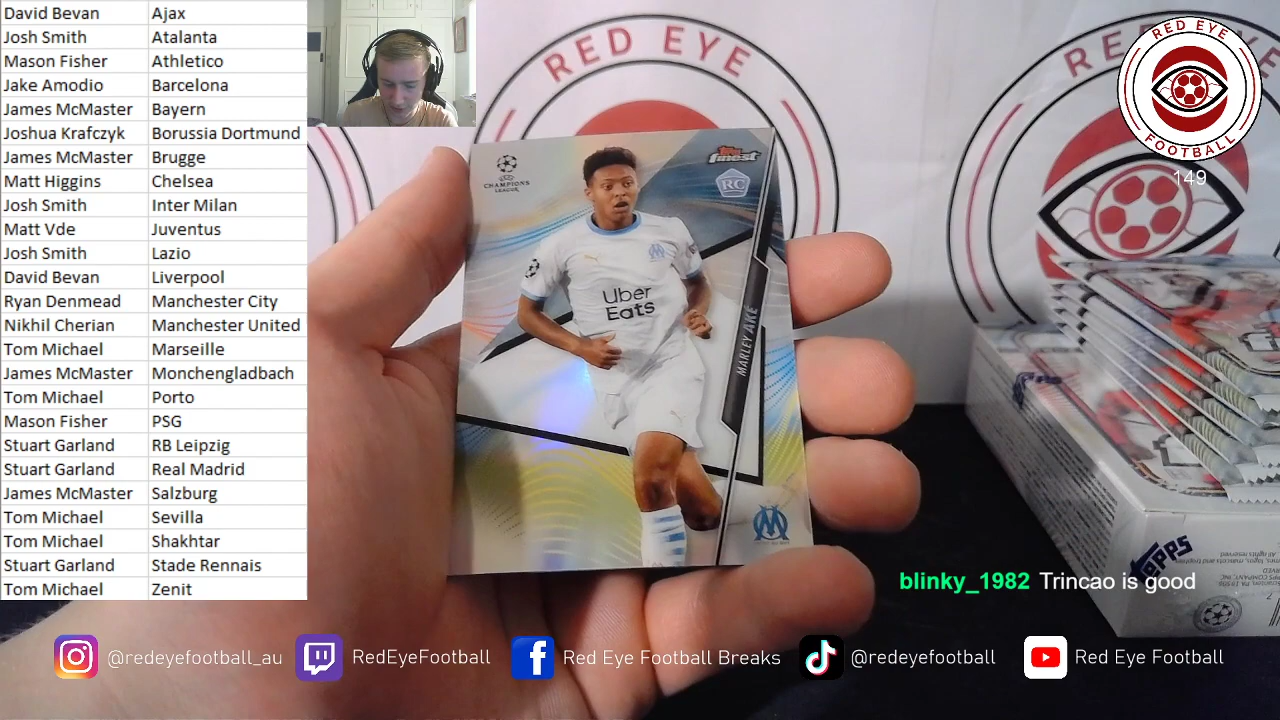 David Bevan Ajax
Josh Smith Atalanta
Mason Fisher Athletico
Jake Amodio Barcelona
James McMaster Bayern
Joshua Krafczyk Borussia Dortmund
James McMaster Brugge
Matt Higgins Chelsea
Josh Smith Inter Milan
Matt Vde Juventus
Josh Smith Lazio
David Bevan Liverpool
Ryan Denmead Manchester City
Nikhil Cherian Manchester United
Tom Michael Marseille
James McMaster Monchengladbach
Tom Michael Porto
Mason Fisher PSG
Stuart Garland RB Leipzig
Stuart Garland Real Madrid
James McMaster Salzburg
Tom Michael Sevilla
Tom Michael Shakhtar
Stuart Garland Stade Rennais
Tom Michael Zenit
RED EYE
RED EYE
RED EYE
FOOTBALL
149
UEFA
CHAMPIONS
LEAGUE
Topps
finest
RC
Uber
Eats
MARLEY AKÉ
TOPPS
blinky_1982 Trincao is good
@redeyefootball_au
RedEyeFootball
Red Eye Football Breaks
@redeyefootball
Red Eye Football